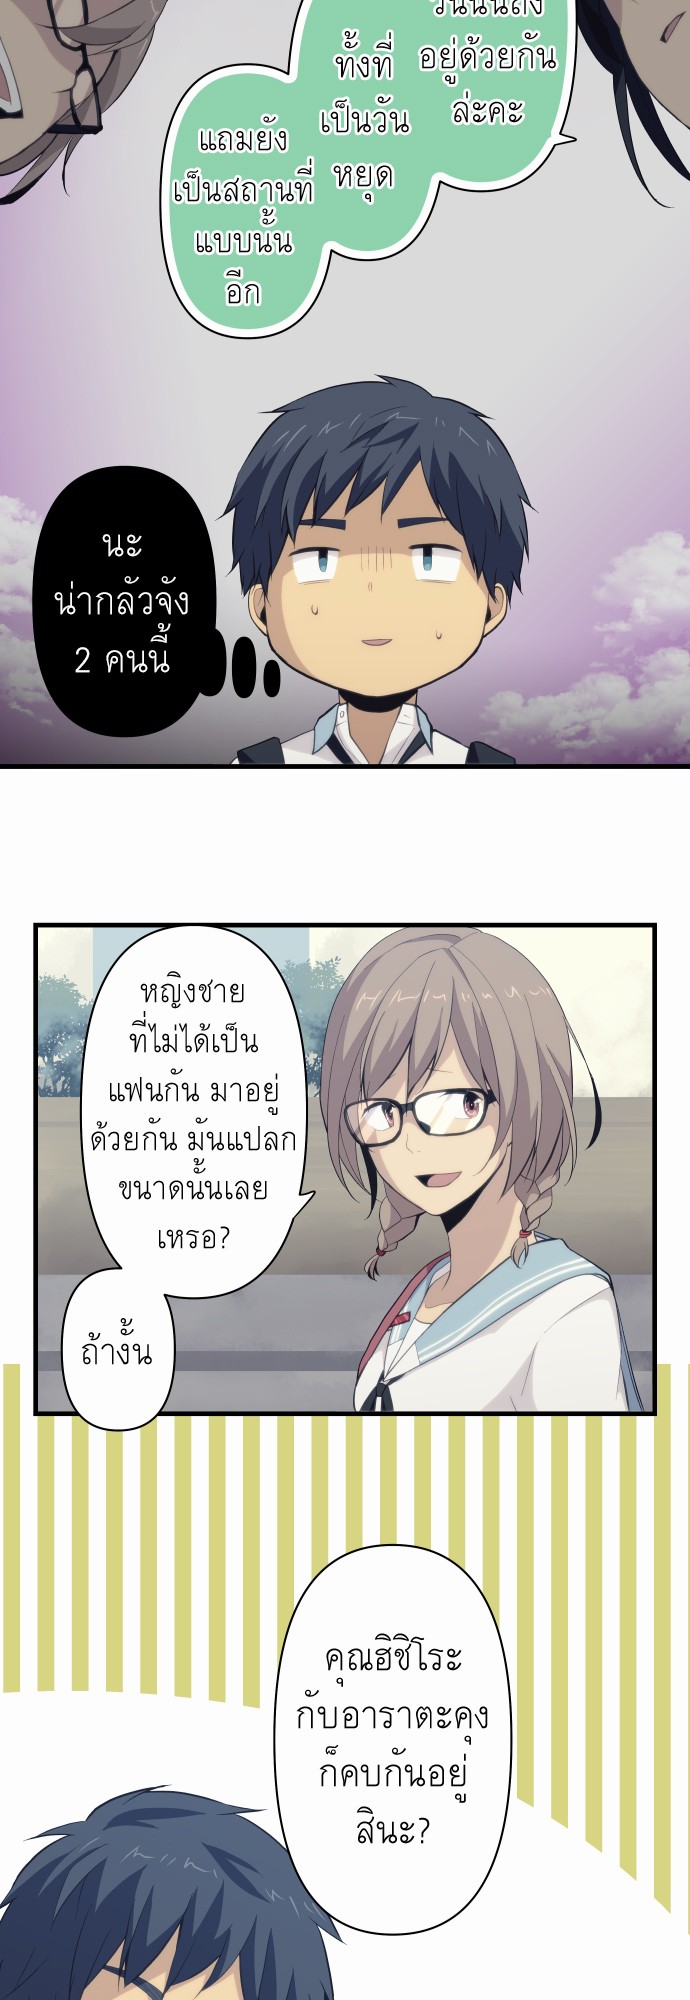 อยู่ด้วยกัน
ล่ะคะ
ทั้งที่
เป็นวัน
หยุด
แถมยัง
เป็นสถานที่
แบบนั้น
อีก
นะ
น่ากลัวจัง
2 คนนี้
หญิงชาย
ที่ไม่ได้เป็น
แฟนกัน มาอยู่
ด้วยกัน มันแปลก
ขนาดนั้นเลย
เหรอ?
ถ้างั้น
คุณฮิชิโระ
กับอาราตะคุง
ก็คบกันอยู่
สินะ?